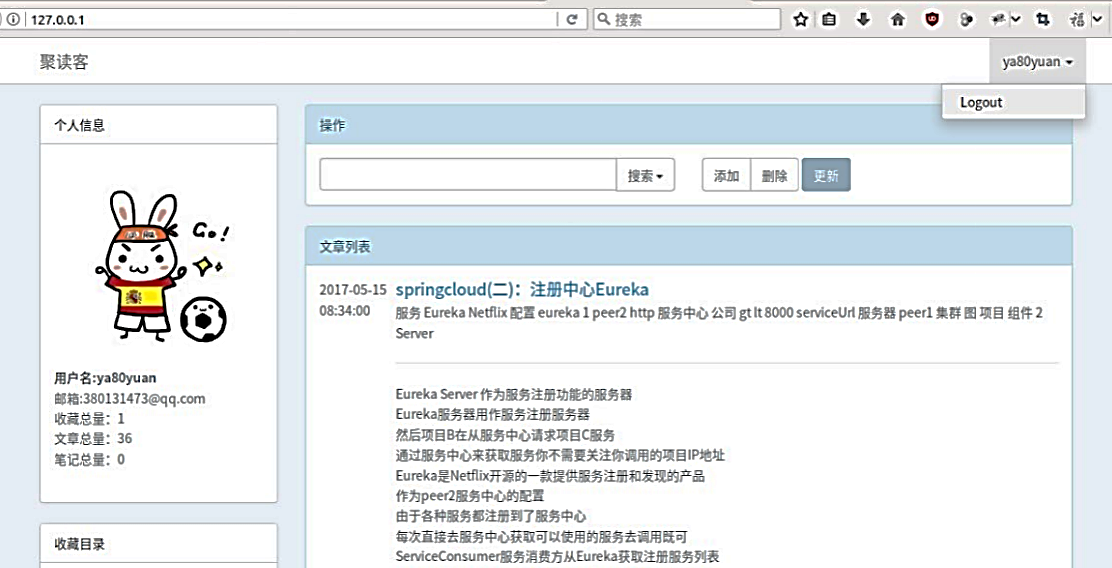 127.0.0.1
搜索
聚读客
ya80yuan
Logout
个人信息
Go!
用户名:ya80yuan
邮箱:380131473@qq.com
收藏总量：1
文章总量：36
笔记总量：0
收藏目录
操作
搜索
添加
删除
更新
文章列表
2017-05-15
08:34:00
springcloud(二)：注册中心Eureka
服务 Eureka Netflix 配置 eureka 1 peer2 http 服务中心 公司 gt lt 8000 serviceUrl 服务器 peer1 集群 图 项目 组件 2
Server
Eureka Server 作为服务注册功能的服务器
Eureka服务器用作服务注册服务器
然后项目B在从服务中心请求项目C服务
通过服务中心来获取服务你不需要关注你调用的项目IP地址
Eureka是Netflix开源的一款提供服务注册和发现的产品
作为peer2服务中心的配置
由于各种服务都注册到了服务中心
每次直接去服务中心获取可以使用的服务去调用既可
ServiceConsumer服务消费方从Eureka获取注册服务列表